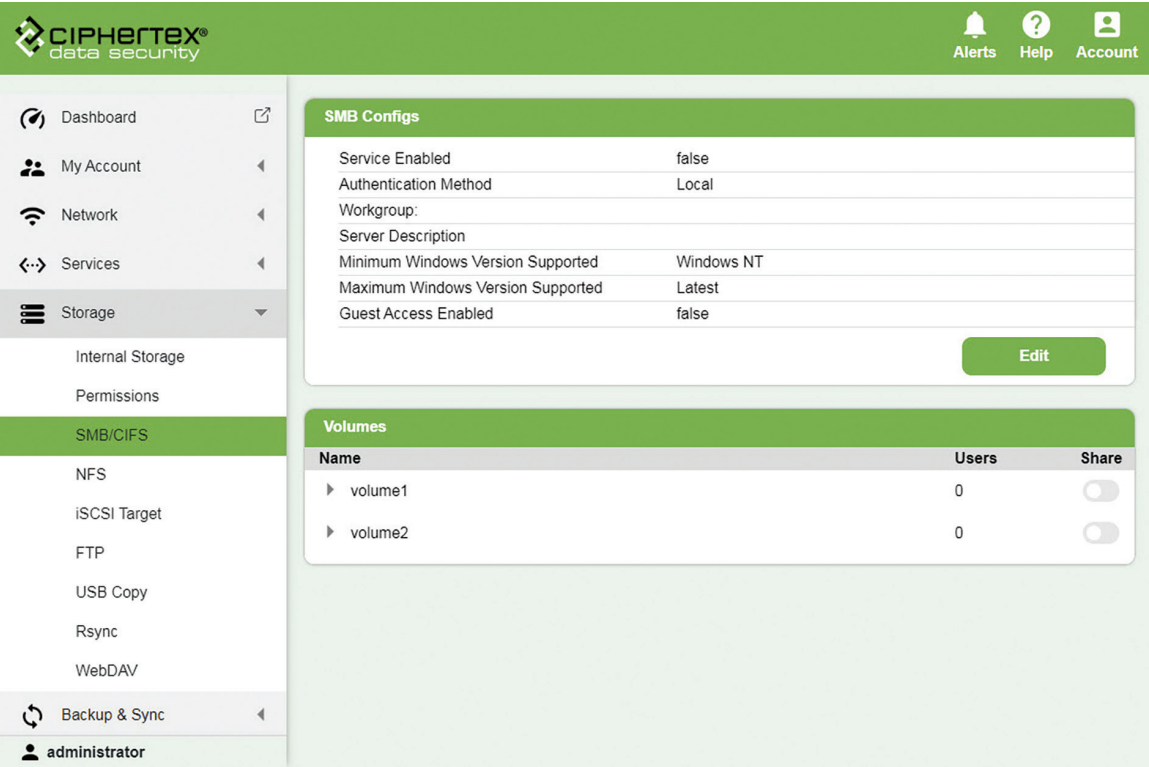 CIPHERTEX®
data security
Alerts Help Account
Dashboard
My Account
Network
Services
Storage
Internal Storage
Permissions
SMB/CIFS
NFS
iSCSI Target
FTP
USB Copy
Rsync
WebDAV
Backup & Sync
administrator
SMB Configs
Service Enabled false
Authentication Method Local
Workgroup:
Server Description
Minimum Windows Version Supported Windows NT
Maximum Windows Version Supported Latest
Guest Access Enabled false
Edit
Volumes
Name Users Share
volume1 0
volume2 0